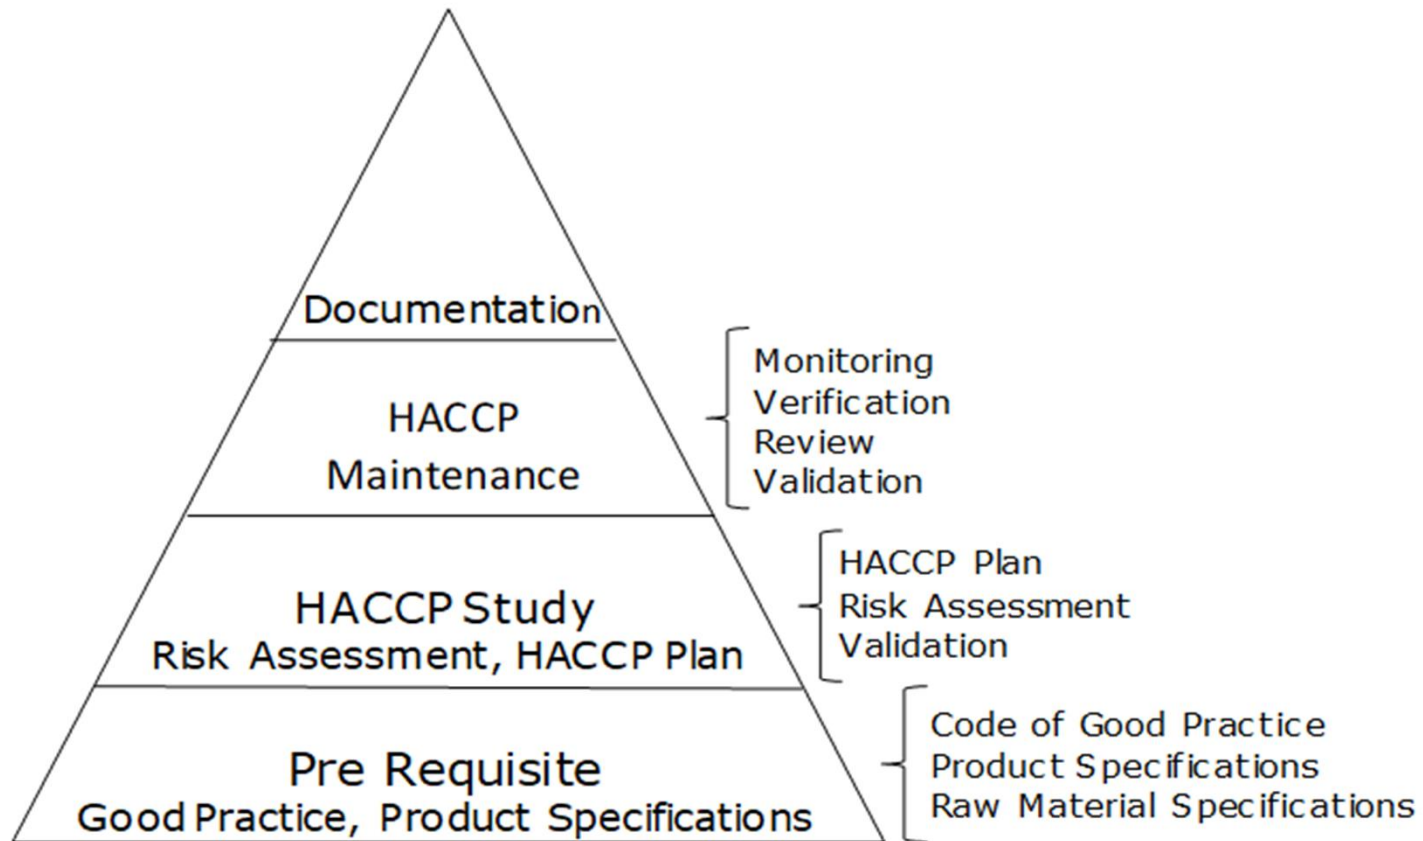 Documentation
HACCP
Maintenance
Monitoring
Verification
Review
Validation
HACCP Study
Risk Assessment, HACCP Plan
HACCP Plan
Risk Assessment
Validation
Pre Requisite
Good Practice, Product Specifications
Code of Good Practice
Product Specifications
Raw Material Specifications